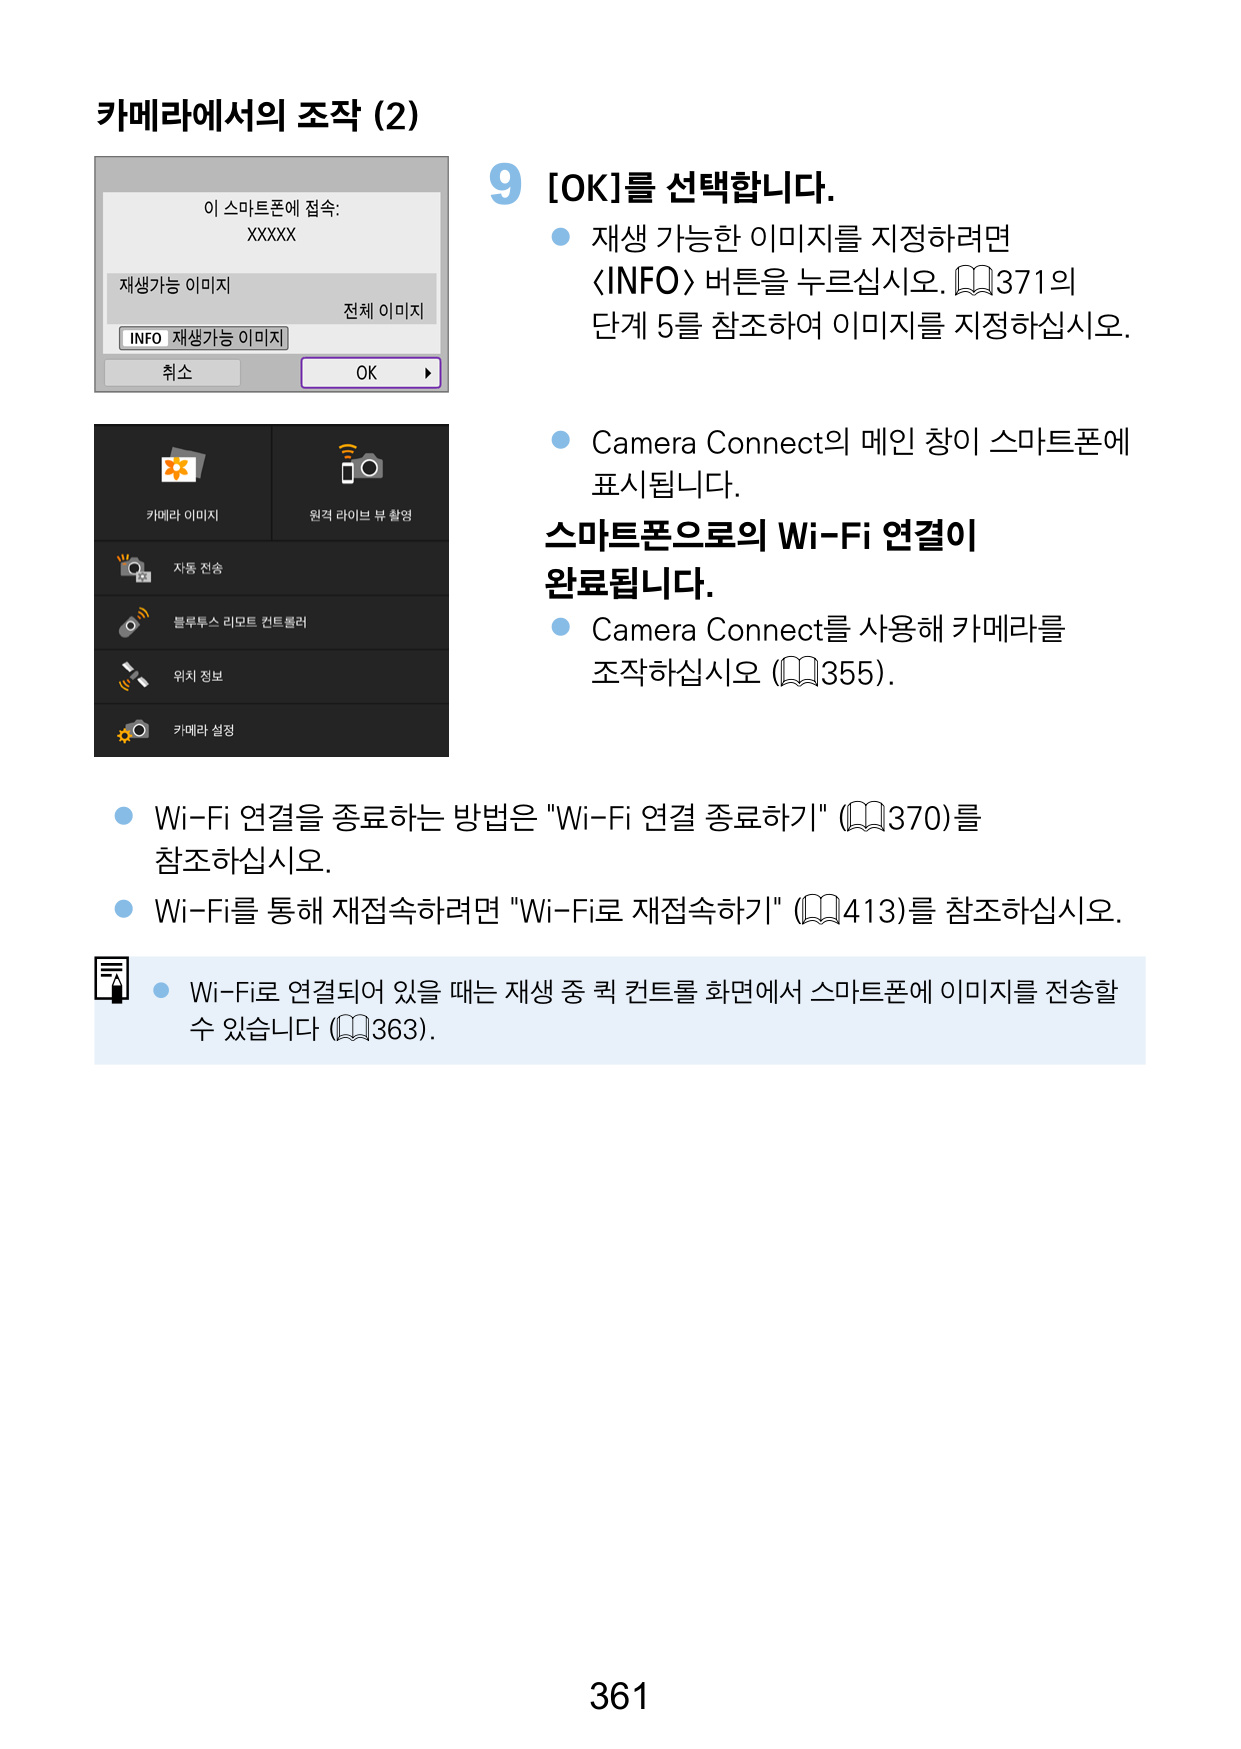 카메라에서의 조작 (2)
이 스마트폰에 접속:
XXXXX
재생가능 이미지
전체 이미지
INFO 재생가능 이미지
취소
OK
9 [OK]를 선택합니다.
재생 가능한 이미지를 지정하려면
<INFO> 버튼을 누르십시오. 371의
단계 5를 참조하여 이미지를 지정하십시오.
카메라 이미지
원격 라이브 뷰 촬영
자동 전송
블루투스 리모트 컨트롤러
위치 정보
카메라 설정
Camera Connect의 메인 창이 스마트폰에
표시됩니다.
스마트폰으로의 Wi-Fi 연결이
완료됩니다.
Camera Connect를 사용해 카메라를
조작하십시오 (355).
Wi-Fi 연결을 종료하는 방법은 "Wi-Fi 연결 종료하기" (370)를
참조하십시오.
Wi-Fi를 통해 재접속하려면 "Wi-Fi로 재접속하기" (413)를 참조하십시오.
Wi-Fi로 연결되어 있을 때는 재생 중 퀵 컨트롤 화면에서 스마트폰에 이미지를 전송할
수 있습니다 (363).
361